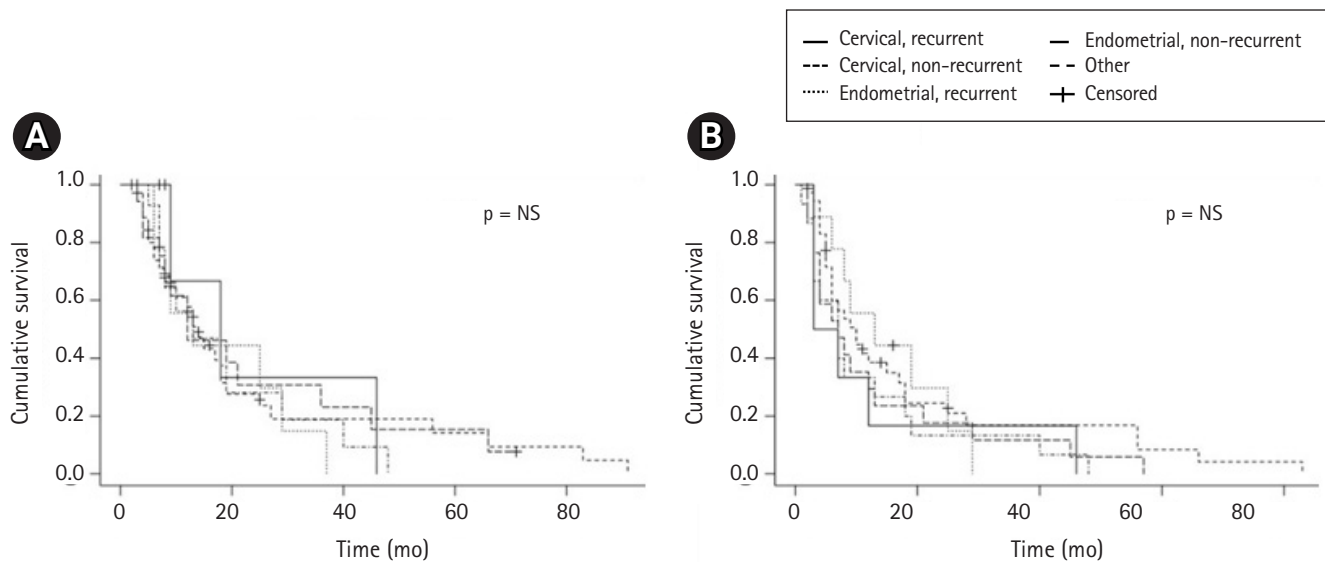 Cervical, recurrent
Cervical, non-recurrent
Endometrial, recurrent
Endometrial, non-recurrent
Other
Censored
A
1.0
0.8
0.6
0.4
0.2
0.0
Cumulative survival
p = NS
0 20 40 60 80
Time (mo)
B
1.0
0.8
0.6
0.4
0.2
0.0
Cumulative survival
p = NS
0 20 40 60 80
Time (mo)